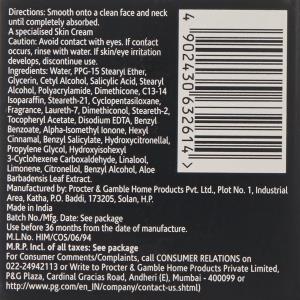 Directions: Smooth onto a clean face and neck
until completely absorbed.
A specialised Skin Cream
Caution: Avoid contact with eyes. If contact
occurs, rinse with water. If skin/eye irritation
develops, discontinue use.
Ingredients: Water, PPG-15 Stearyl Ether,
Glycerin, Cetyl Alcohol, Salicylic Acid, Stearyl
Alcohol, Polyacrylamide, Dimethicone, C13-14
Isoparaffin, Steareth-21, Cyclopentasiloxane,
Fragrance, Laureth-7, Dimethiconol, Steareth-2,
Tocopheryl Acetate, Disodium EDTA, Benzyl
Benzoate, Alpha-Isomethyl Ionone, Hexyl
Cinnamal, Benzyl Salicylate, Hydroxycitronellal,
Propylene Glycol, Hydroxyisohexyl
3-Cyclohexene Carboxaldehyde, Linalool,
Limonene, Citronellol, Benzyl Alcohol, Aloe
Barbadensis Leaf Extract.
Manufactured by: Procter & Gamble Home Products Pvt. Ltd., Plot No. 1, Industrial
Area, Katha, P.O. Baddi, 173205, Solan, H.P.
Made in India
Batch No./Mfg. Date: See package
Use before 36 months from the date of manufacture.
M.L.No. HIM/COS/06/94
M.R.P. Incl. of all taxes: See package
For Consumer Comments/Complaints, call CONSUMER RELATIONS on
022-24942113 or Write to Procter & Gamble Home Products Private Limited,
P&G Plaza, Cardinal Gracias Road, Andheri (E), Mumbai - 400099 or
http://www.pg.com/en_IN/company/contact-us.shtml)
4 902430 632614